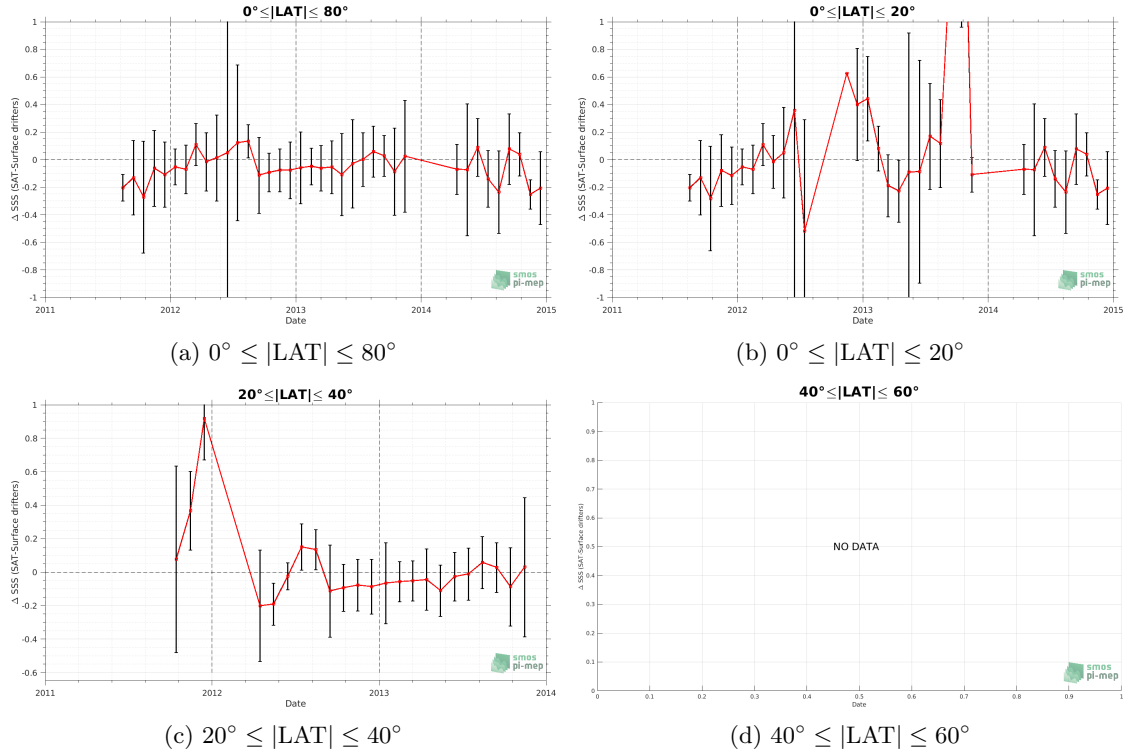 0°≤|LAT|≤ 80°
1
0.8
0.6
0.4
0.2
0
-0.2
-0.4
-0.6
-0.8
-1
Δ SSS (SAT-Surface drifters)
2011
2012
2013
2014
2015
Date
smos
pi-mep
(a) 0° ≤ |LAT| ≤ 80°
0°≤|LAT|≤ 20°
1
0.8
0.6
0.4
0.2
0
-0.2
-0.4
-0.6
-0.8
-1
Δ SSS (SAT-Surface drifters)
2011
2012
2013
2014
2015
Date
smos
pi-mep
(b) 0° ≤ |LAT| ≤ 20°
20°≤|LAT|≤ 40°
1
0.8
0.6
0.4
0.2
0
-0.2
-0.4
-0.6
Δ SSS (SAT-Surface drifters)
2011
2012
2013
2014
Date
smos
pi-mep
(c) 20° ≤ |LAT| ≤ 40°
40°≤|LAT|≤ 60°
1
0.9
0.8
0.7
0.6
0.5
0.4
0.3
0.2
0.1
0
Δ SSS (SAT-Surface drifters)
NO DATA
0
0.1
0.2
0.3
0.4
0.5
0.6
0.7
0.8
0.9
1
Date
smos
pi-mep
(d) 40° ≤ |LAT| ≤ 60°